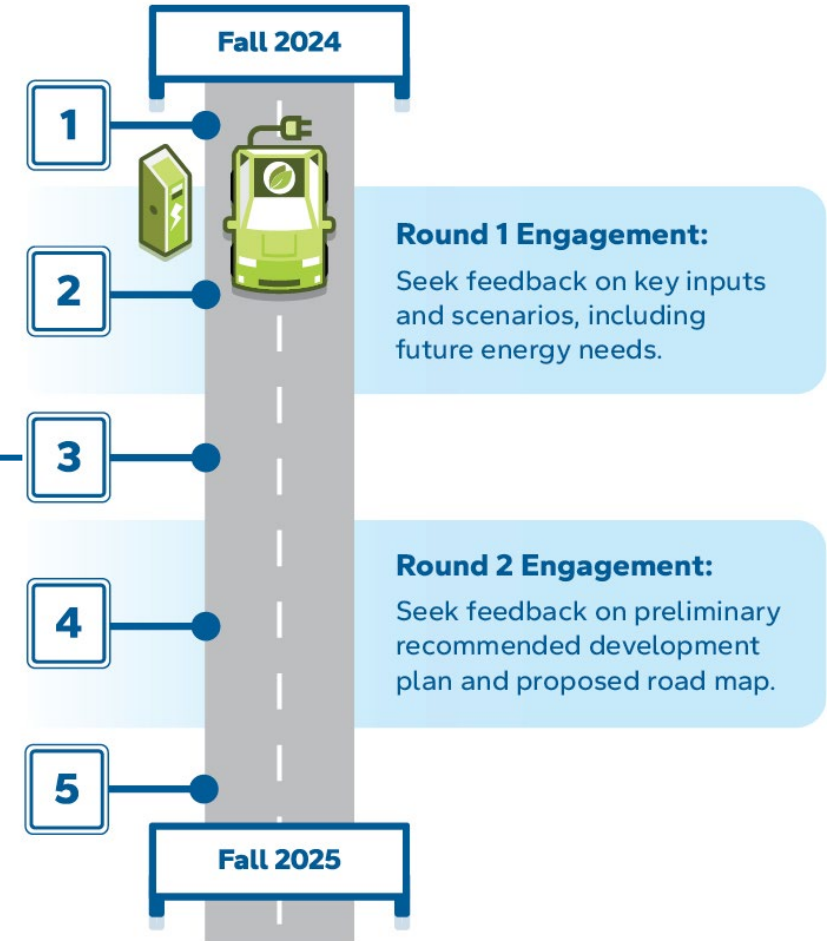 Fall 2024
1
2
Round 1 Engagement:
Seek feedback on key inputs
and scenarios, including
future energy needs.
3
4
Round 2 Engagement:
Seek feedback on preliminary
recommended development
plan and proposed road map.
5
Fall 2025